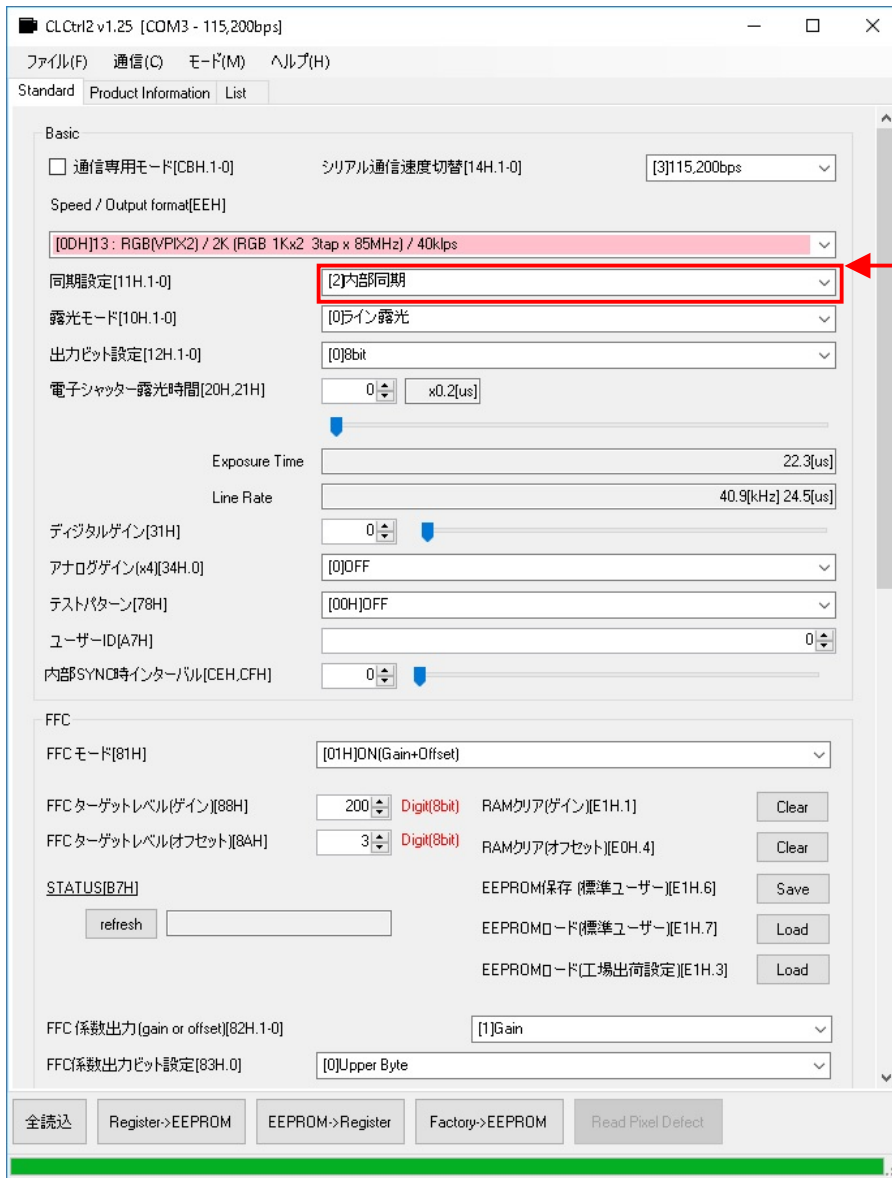 CLCtrl2 v1.25 [COM3 - 115,200bps]
ファイル(F) 通信(C) モード(M) ヘルプ(H)
Standard Product Information List
Basic
通信専用モード[CBH.1-0] シリアル通信速度切替[14H.1-0] [3]115,200bps
Speed / Output format[EEH]
[0DH]13 : RGB(VPIX2) / 2K (RGB 1Kx2 3tap x 85MHz) / 40klps
同期設定[11H.1-0] [2]内部同期
露光モード[10H.1-0] [0]ライン露光
出力ビット設定[12H.1-0] [0]8bit
電子シャッター露光時間[20H,21H] 0 x0.2[us]
Exposure Time 22.3[us]
Line Rate 40.9[kHz] 24.5[us]
ディジタルゲイン[31H] 0
アナログゲイン(x4)[34H.0] [0]OFF
テストパターン[78H] [00H]OFF
ユーザーID[A7H] 0
内部SYNC時インターバル[CEH,CFH] 0
FFC
FFCモード[81H] [01H]ON(Gain+Offset)
FFCターゲットレベル(ゲイン)[88H] 200 Digit(8bit) RAMクリア(ゲイン)[E1H.1] Clear
FFCターゲットレベル(オフセット)[8AH] 3 Digit(8bit) RAMクリア(オフセット)[E0H.4] Clear
STATUS[B7H] EEPROM保存 (標準ユーザー)[E1H.6] Save
refresh EEPROMロード(標準ユーザー)[E1H.7] Load
EEPROMロード(工場出荷設定)[E1H.3] Load
FFC係数出力(gain or offset)[82H.1-0] [1]Gain
FFC係数出力ビット設定[83H.0] [0]Upper Byte
全読込 Register->EEPROM EEPROM->Register Factory->EEPROM Read Pixel Defect